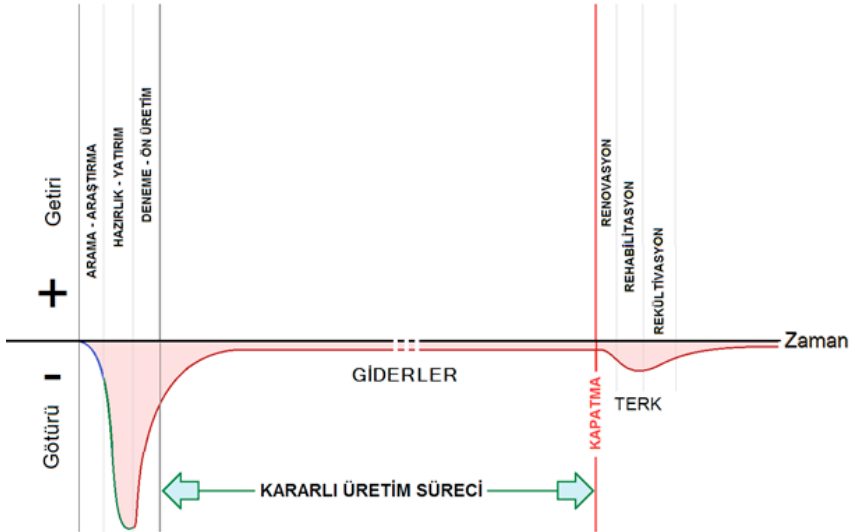 Getiri
+
ARAMA - ARAŞTIRMA
HAZIRLIK - YATIRIM
DENEME - ÖN ÜRETİM
RENOVASYON
REHABİLİTASYON
REKÜLTİVASYON
Zaman
-
Götürü
GİDERLER
KAPATMA
TERK
KARARLI ÜRETİM SÜRECİ